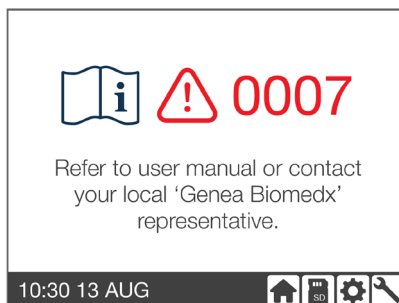 i ! 0007
Refer to user manual or contact
your local ‘Genea Biomedx’
representative.
10:30 13 AUG
SD